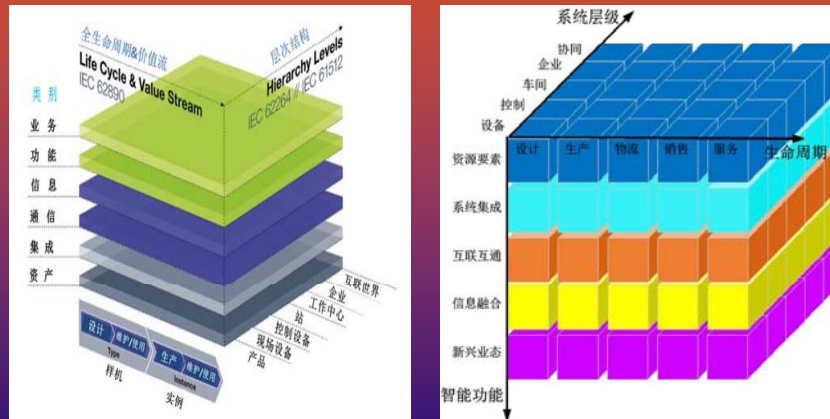 全生命周期&价值流
Life Cycle & Value Stream
IEC 62890
层次结构
Hierarchy Levels
IEC 62264 // IEC 61512
类 别
业 务
功 能
信 息
通 信
集 成
资 产
互联世界
企业
工作中心
站
控制设备
现场设备
产品
设计
维护/使用
生产
维护/使用
Type
Instance
样机
实例
系统层级
协同
企业
车间
控制
设备
设计
生产
物流
销售
服务
生命周期
资源要素
系统集成
互联互通
信息融合
新兴业态
智能功能